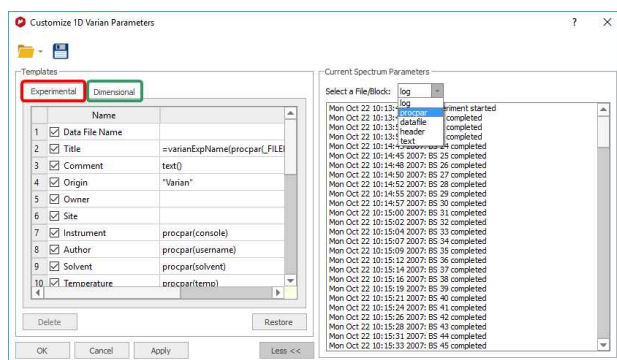 Customize 1D Varian Parameters
?
Templates
Experimental
Dimensional
Name
1 Data File Name
2 Title =varianExpName(procpar(_FILE
3 Comment text()
4 Origin "Varian"
5 Owner
6 Site
7 Instrument procpar(console)
8 Author procpar(username)
9 Solvent procpar(solvent)
10 Temperature procpar(temp)
Delete
Restore
OK
Cancel
Apply
Less <<
Current Spectrum Parameters
Select a File/Block: log
log
procpar
datafile
header
text
Mon Oct 22 10:13: eriment started
Mon Oct 22 10:13: completed
Mon Oct 22 10:13: completed
Mon Oct 22 10:13: completed
Mon Oct 22 10:14: 2007: BS 24 completed
Mon Oct 22 10:14:45 2007: BS 25 completed
Mon Oct 22 10:14:48 2007: BS 26 completed
Mon Oct 22 10:14:50 2007: BS 27 completed
Mon Oct 22 10:14:52 2007: BS 28 completed
Mon Oct 22 10:14:55 2007: BS 29 completed
Mon Oct 22 10:14:57 2007: BS 30 completed
Mon Oct 22 10:15:00 2007: BS 31 completed
Mon Oct 22 10:15:02 2007: BS 32 completed
Mon Oct 22 10:15:04 2007: BS 33 completed
Mon Oct 22 10:15:07 2007: BS 34 completed
Mon Oct 22 10:15:09 2007: BS 35 completed
Mon Oct 22 10:15:12 2007: BS 36 completed
Mon Oct 22 10:15:14 2007: BS 37 completed
Mon Oct 22 10:15:16 2007: BS 38 completed
Mon Oct 22 10:15:19 2007: BS 39 completed
Mon Oct 22 10:15:21 2007: BS 40 completed
Mon Oct 22 10:15:24 2007: BS 41 completed
Mon Oct 22 10:15:26 2007: BS 42 completed
Mon Oct 22 10:15:28 2007: BS 43 completed
Mon Oct 22 10:15:31 2007: BS 44 completed
Mon Oct 22 10:15:33 2007: BS 45 completed